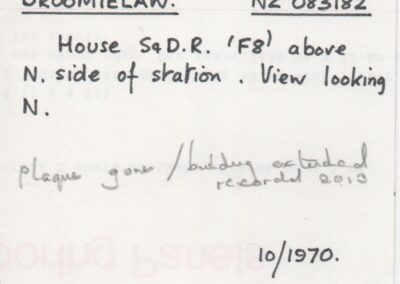 BROOMIELAW. NZ 083182
House S&D.R. 'F8' above
N. side of station. View looking
N.
plaque gone / building extended
recorded 2013
10/1970.